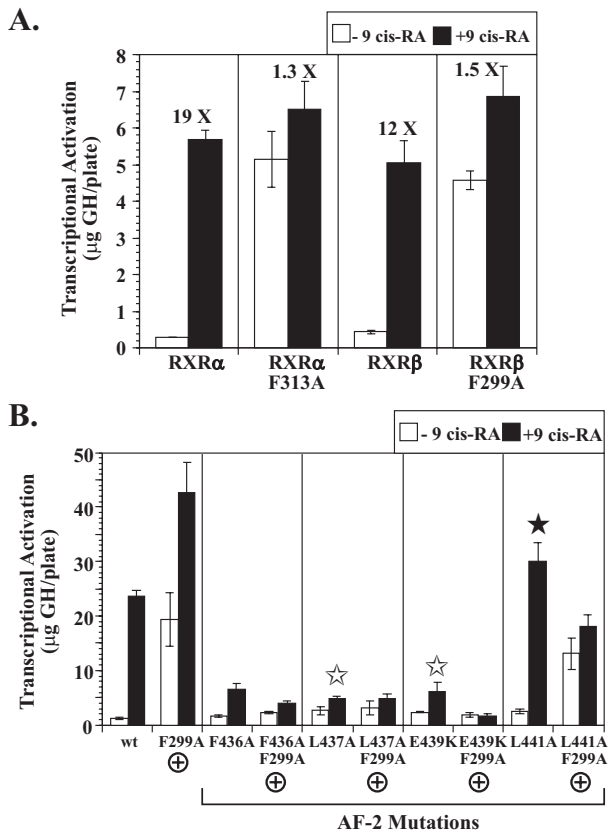 A.
- 9 cis-RA +9 cis-RA
Transcriptional Activation
(µg GH/plate)
8
7
6
5
4
3
2
1
0
19 X
1.3 X
12 X
1.5 X
RXRα
RXRα
F313A
RXRβ
RXRβ
F299A
B.
- 9 cis-RA +9 cis-RA
Transcriptional Activation
(µg GH/plate)
50
40
30
20
10
0
wt F299A F436A F436A L437A L437A E439K E439K L441A L441A
F299A F299A F299A F299A
AF-2 Mutations